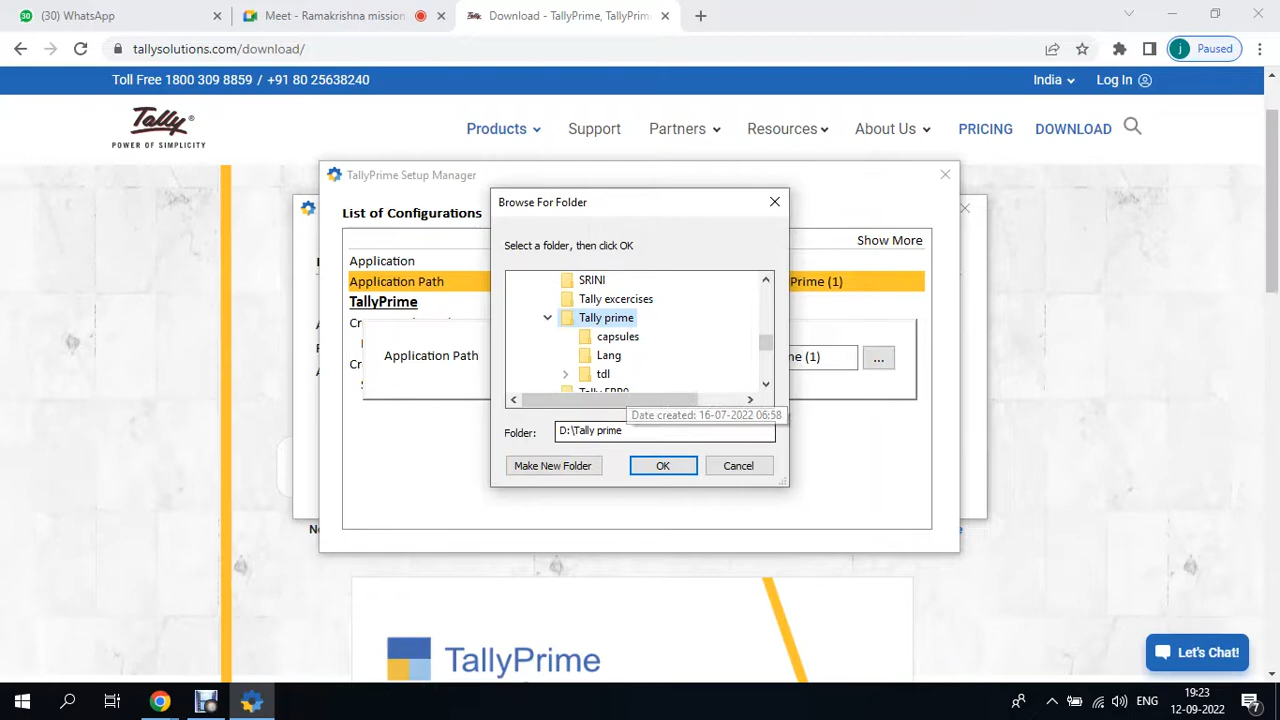 (30) WhatsApp
Meet - Ramakrishna mission
Download - TallyPrime, TallyPrim
tallysolutions.com/download/
j Paused
Toll Free 1800 309 8859 / +91 80 25638240
India
Log In
Tally®
POWER OF SIMPLICITY
Products
Support
Partners
Resources
About Us
PRICING
DOWNLOAD
TallyPrime Setup Manager
List of Configurations
Show More
Application
Application Path
Prime (1)
TallyPrime
Application Path
me (1)
...
Browse For Folder
Select a folder, then click OK
SRINI
Tally excercises
Tally prime
capsules
Lang
tdl
Tally ERP9
Date created: 16-07-2022 06:58
Folder:
D:\Tally prime
Make New Folder
OK
Cancel
TallyPrime
Let's Chat!
ENG
19:23
12-09-2022
7